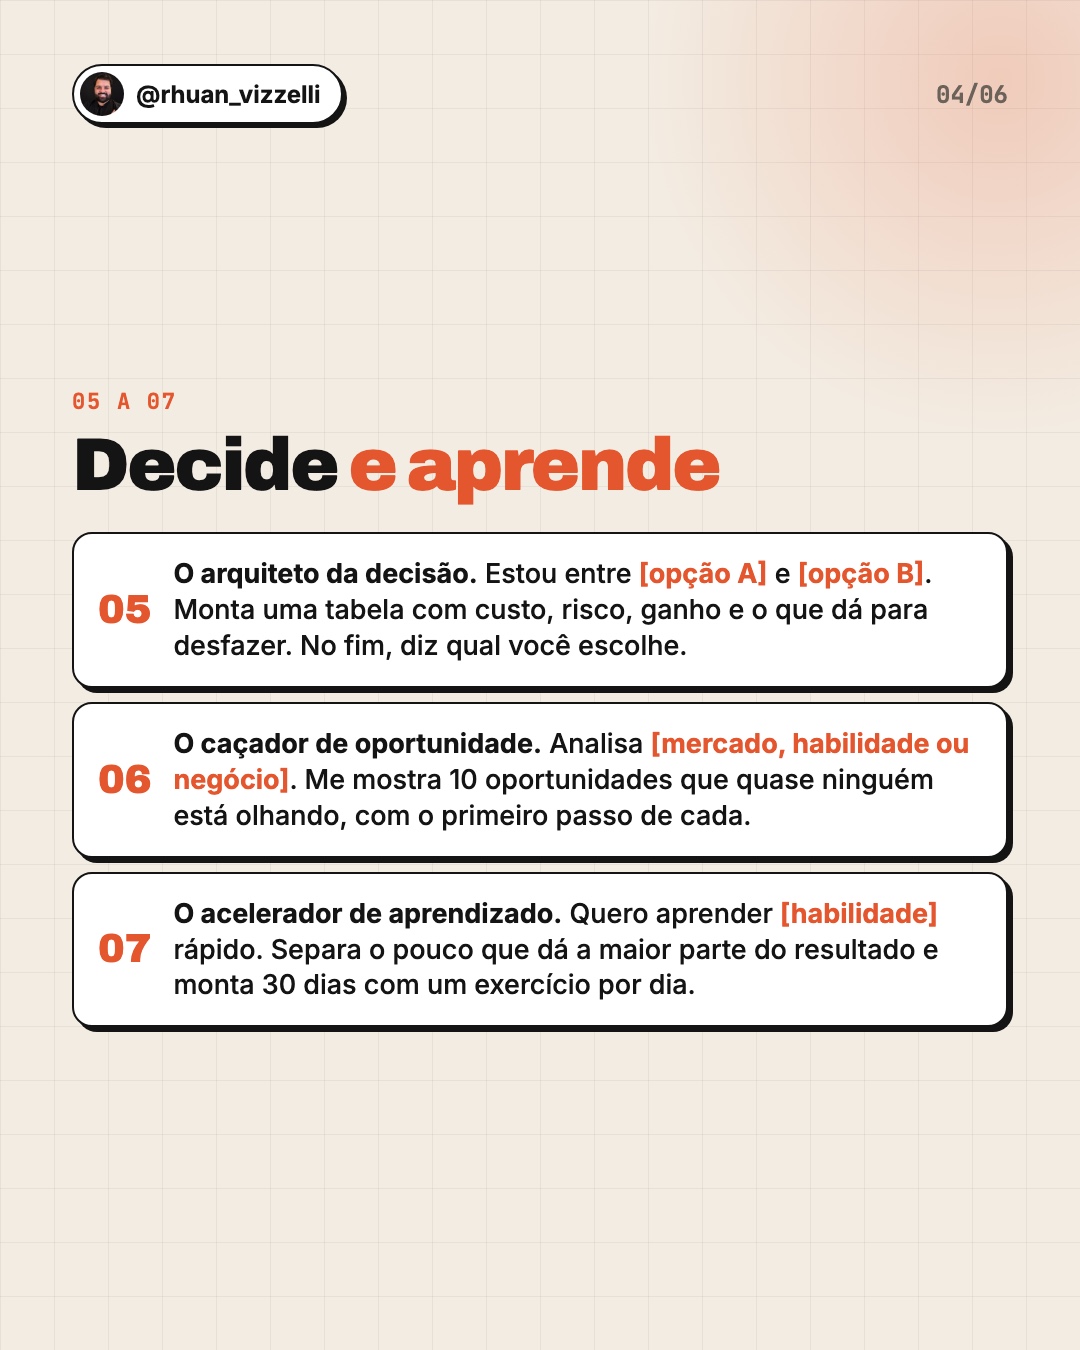 @rhuan_vizzelli
04/06
05 A 07
Decide e aprende
05
O arquiteto da decisão. Estou entre [opção A] e [opção B].
Monta uma tabela com custo, risco, ganho e o que dá para
desfazer. No fim, diz qual você escolhe.
06
O caçador de oportunidade. Analisa [mercado, habilidade ou
negócio]. Me mostra 10 oportunidades que quase ninguém
está olhando, com o primeiro passo de cada.
07
O acelerador de aprendizado. Quero aprender [habilidade]
rápido. Separa o pouco que dá a maior parte do resultado e
monta 30 dias com um exercício por dia.